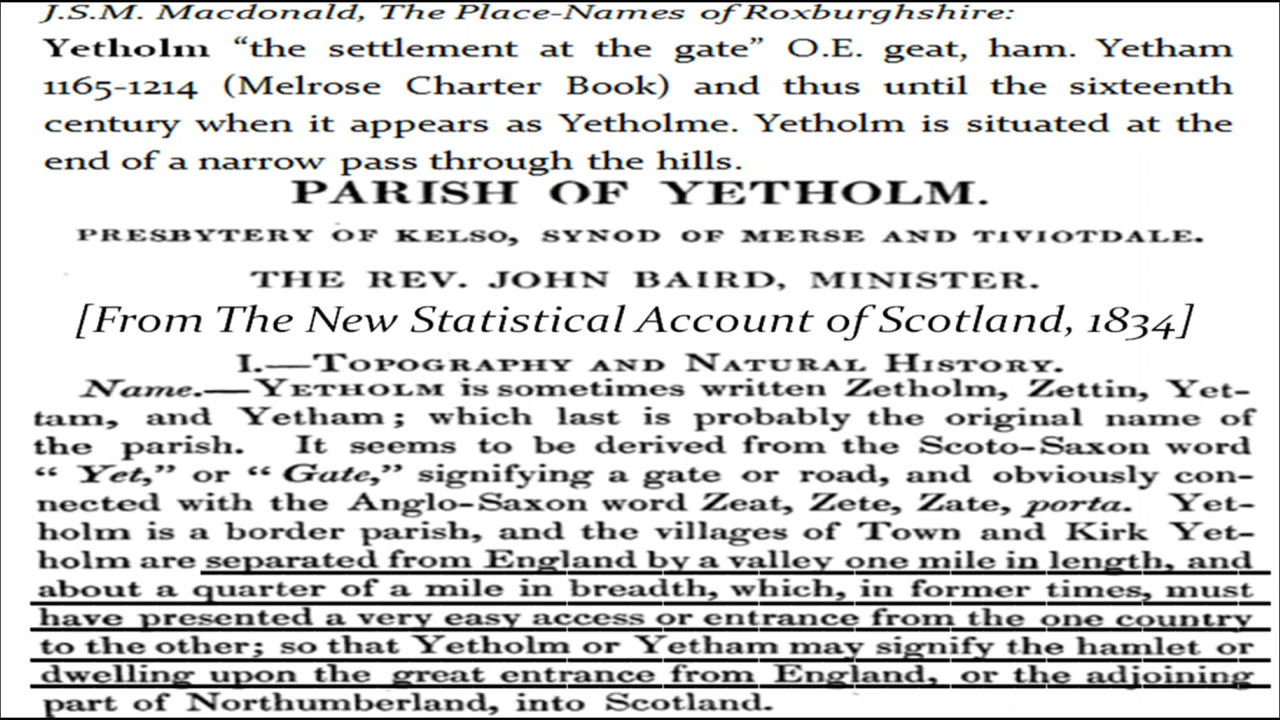 J.S.M. Macdonald, The Place-Names of Roxburghshire:
Yetholm “the settlement at the gate” O.E. geat, ham. Yetham
1165-1214 (Melrose Charter Book) and thus until the sixteenth
century when it appears as Yetholme. Yetholm is situated at the
end of a narrow pass through the hills.
PARISH OF YETHOLM.
PRESBYTERY OF KELSO, SYNOD OF MERSE AND TIVIOTDALE.
THE REV. JOHN BAIRD, MINISTER.
[From The New Statistical Account of Scotland, 1834]
I.—TOPOGRAPHY AND NATURAL HISTORY.
Name.—YETHOLM is sometimes written Zetholm, Zettin, Yet-
tam, and Yetham; which last is probably the original name of
the parish. It seems to be derived from the Scoto-Saxon word
“ Yet,” or “ Gate,” signifying a gate or road, and obviously con-
nected with the Anglo-Saxon word Zeat, Zete, Zate, porta. Yet-
holm is a border parish, and the villages of Town and Kirk Yet-
holm are separated from England by a valley one mile in length, and
about a quarter of a mile in breadth, which, in former times, must
have presented a very easy access or entrance from the one country
to the other; so that Yetholm or Yetham may signify the hamlet or
dwelling upon the great entrance from England, or the adjoining
part of Northumberland, into Scotland.